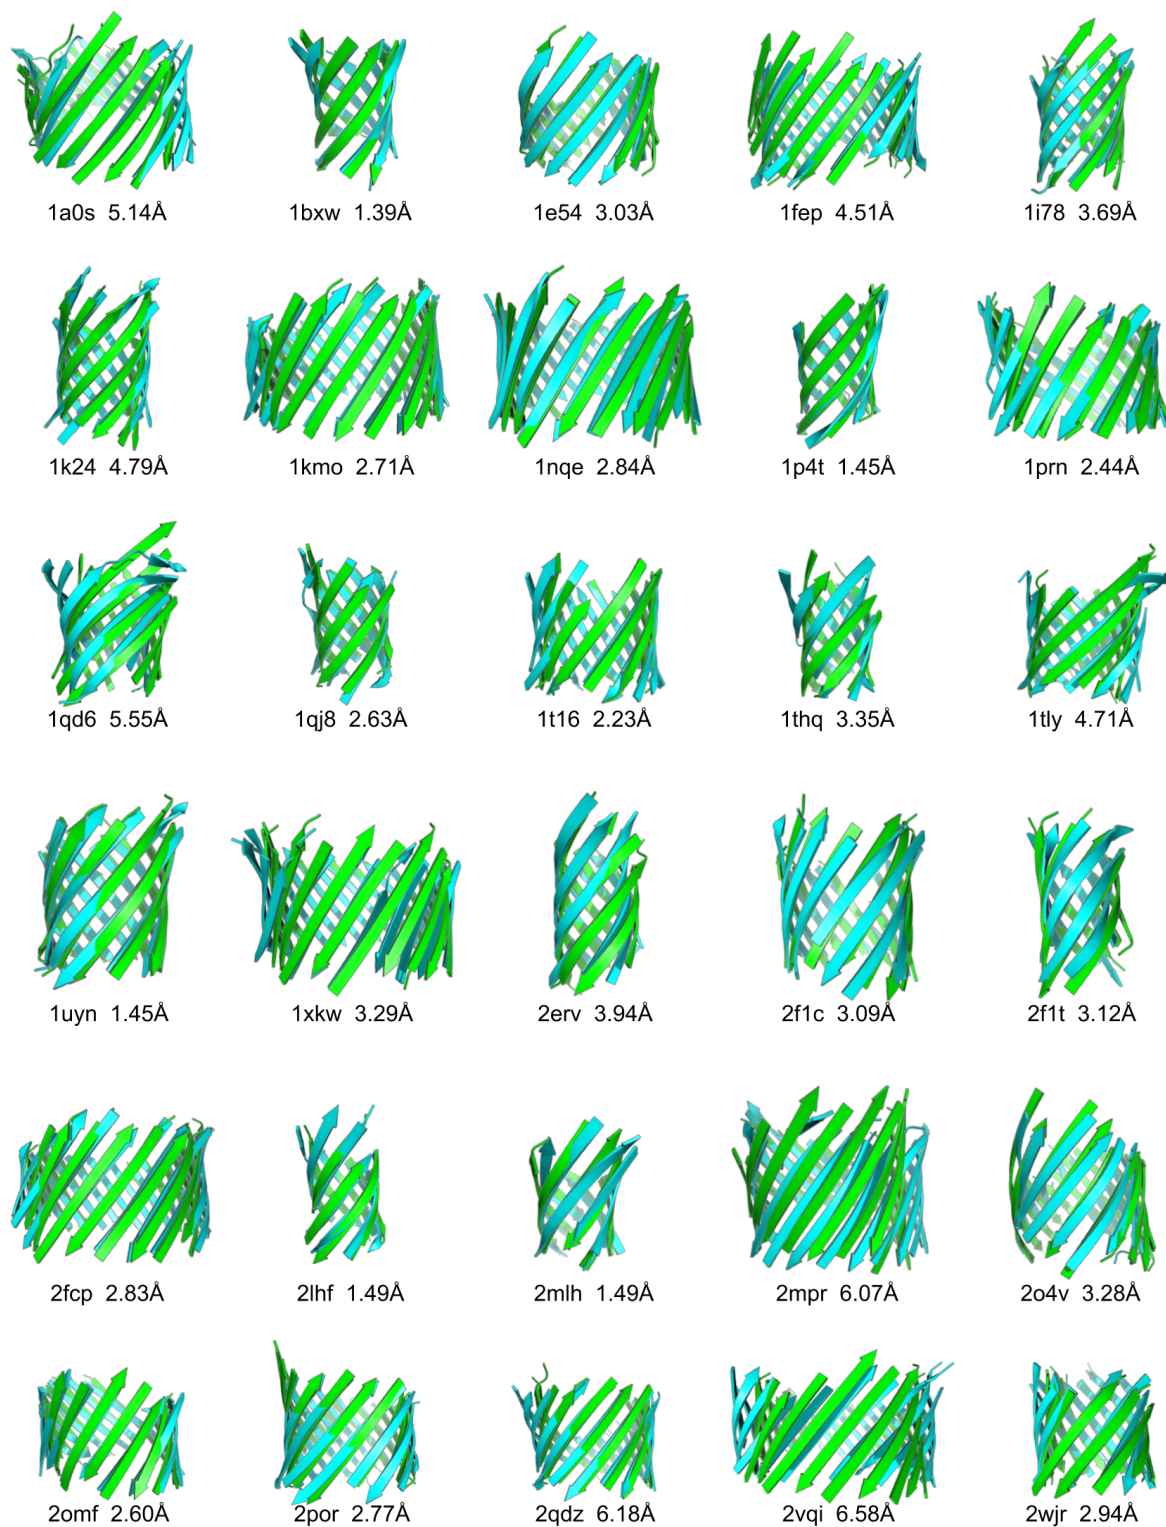 1a0s 5.14Å 1bxw 1.39Å 1e54 3.03Å 1fep 4.51Å 1i78 3.69Å
1k24 4.79Å 1kmo 2.71Å 1nqe 2.84Å 1p4t 1.45Å 1prn 2.44Å
1qd6 5.55Å 1qj8 2.63Å 1t16 2.23Å 1thq 3.35Å 1tly 4.71Å
1uyn 1.45Å 1xkw 3.29Å 2erv 3.94Å 2f1c 3.09Å 2f1t 3.12Å
2fcp 2.83Å 2lhf 1.49Å 2mlh 1.49Å 2mpr 6.07Å 2o4v 3.28Å
2omf 2.60Å 2por 2.77Å 2qdz 6.18Å 2vqi 6.58Å 2wjr 2.94Å